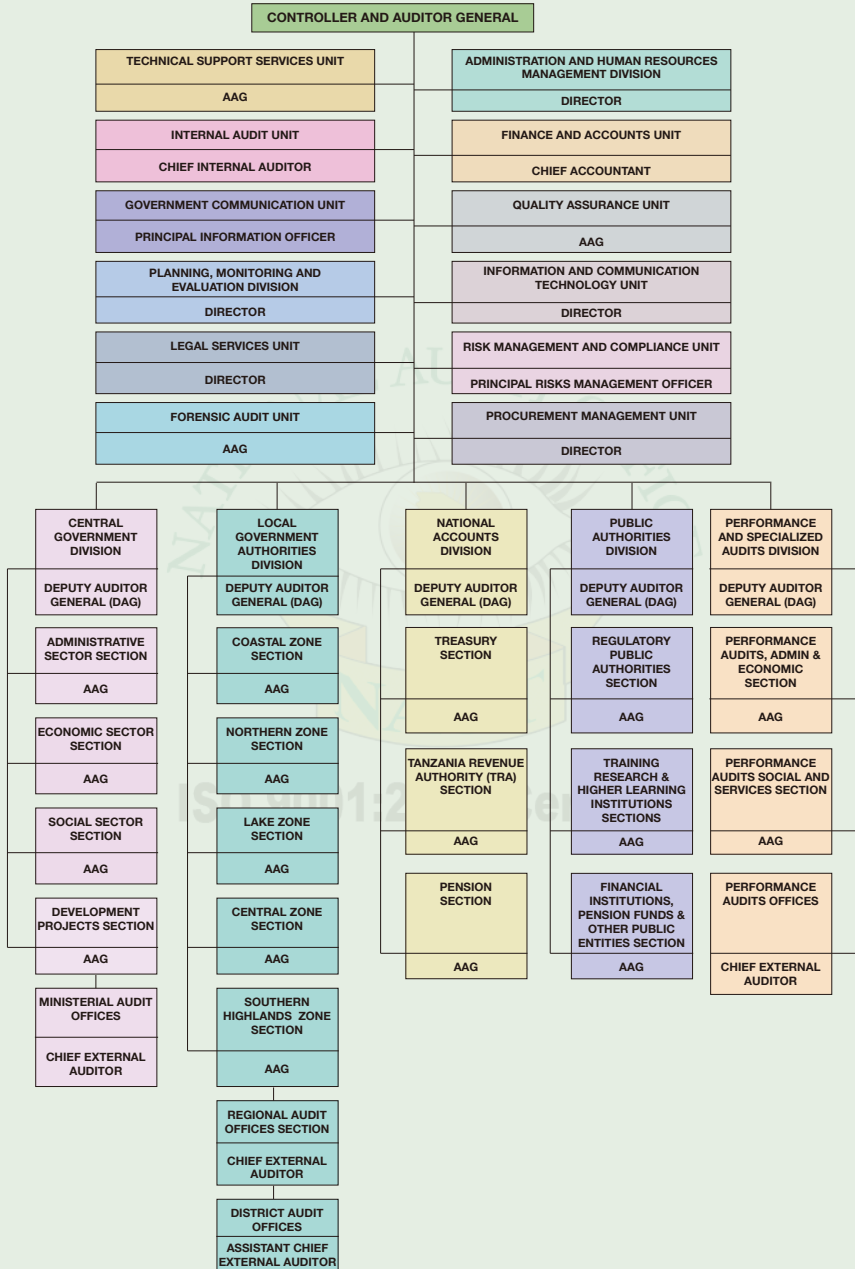 CONTROLLER AND AUDITOR GENERAL
TECHNICAL SUPPORT SERVICES UNIT
AAG
ADMINISTRATION AND HUMAN RESOURCES
MANAGEMENT DIVISION
DIRECTOR
INTERNAL AUDIT UNIT
CHIEF INTERNAL AUDITOR
FINANCE AND ACCOUNTS UNIT
CHIEF ACCOUNTANT
GOVERNMENT COMMUNICATION UNIT
PRINCIPAL INFORMATION OFFICER
QUALITY ASSURANCE UNIT
AAG
PLANNING, MONITORING AND
EVALUATION DIVISION
DIRECTOR
INFORMATION AND COMMUNICATION
TECHNOLOGY UNIT
DIRECTOR
LEGAL SERVICES UNIT
DIRECTOR
RISK MANAGEMENT AND COMPLIANCE UNIT
PRINCIPAL RISKS MANAGEMENT OFFICER
FORENSIC AUDIT UNIT
AAG
PROCUREMENT MANAGEMENT UNIT
DIRECTOR
CENTRAL
GOVERNMENT
DIVISION
DEPUTY AUDITOR
GENERAL (DAG)
ADMINISTRATIVE
SECTOR SECTION
AAG
ECONOMIC SECTOR
SECTION
AAG
SOCIAL SECTOR
SECTION
AAG
DEVELOPMENT
PROJECTS SECTION
AAG
MINISTERIAL AUDIT
OFFICES
CHIEF EXTERNAL
AUDITOR
LOCAL
GOVERNMENT
AUTHORITIES
DIVISION
DEPUTY AUDITOR
GENERAL (DAG)
COASTAL ZONE
SECTION
AAG
NORTHERN ZONE
SECTION
AAG
LAKE ZONE
SECTION
AAG
CENTRAL ZONE
SECTION
AAG
SOUTHERN
HIGHLANDS ZONE
SECTION
AAG
REGIONAL AUDIT
OFFICES SECTION
CHIEF EXTERNAL
AUDITOR
DISTRICT AUDIT
OFFICES
ASSISTANT CHIEF
EXTERNAL AUDITOR
NATIONAL
ACCOUNTS
DIVISION
DEPUTY AUDITOR
GENERAL (DAG)
TREASURY
SECTION
AAG
TANZANIA REVENUE
AUTHORITY (TRA)
SECTION
AAG
PENSION
SECTION
AAG
PUBLIC
AUTHORITIES
DIVISION
DEPUTY AUDITOR
GENERAL (DAG)
REGULATORY
PUBLIC
AUTHORITIES
SECTION
AAG
TRAINING
RESEARCH &
HIGHER LEARNING
INSTITUTIONS
SECTIONS
AAG
FINANCIAL
INSTITUTIONS,
PENSION FUNDS &
OTHER PUBLIC
ENTITIES SECTION
AAG
PERFORMANCE
AND SPECIALIZED
AUDITS DIVISION
DEPUTY AUDITOR
GENERAL (DAG)
PERFORMANCE
AUDITS, ADMIN &
ECONOMIC
SECTION
AAG
PERFORMANCE
AUDITS SOCIAL AND
SERVICES SECTION
AAG
PERFORMANCE
AUDITS OFFICES
CHIEF EXTERNAL
AUDITOR